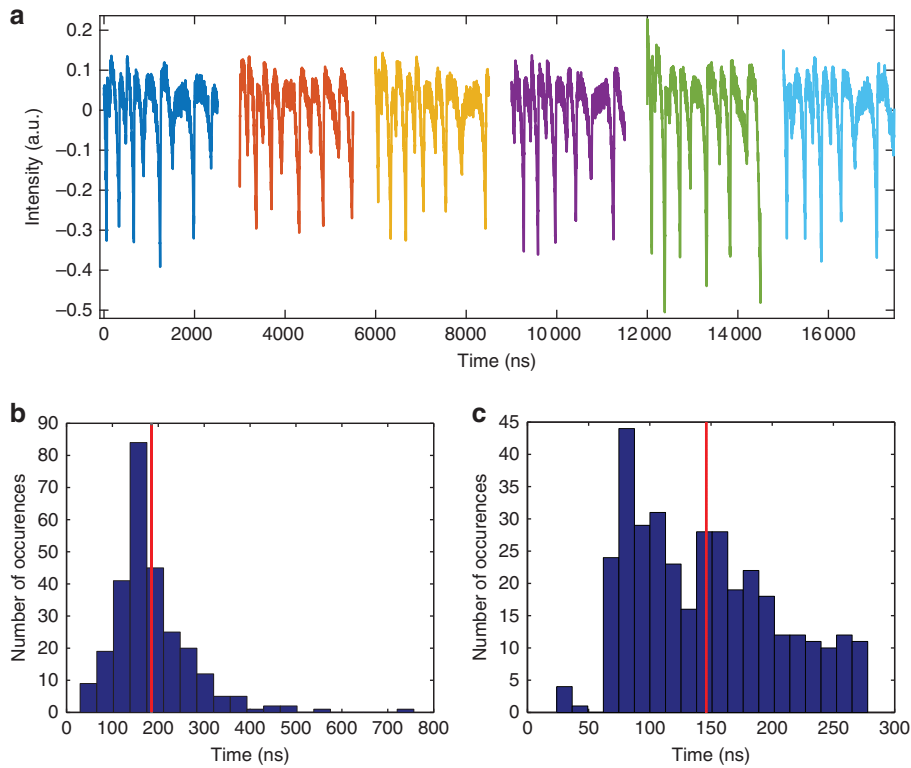 a
0.2
0.1
0
–0.1
–0.2
–0.3
–0.4
–0.5
Intensity (a.u.)
0 2000 4000 6000 8000 10 000 12 000 14 000 16 000
Time (ns)
b
90
80
70
60
50
40
30
20
10
0
Number of occurences
0 100 200 300 400 500 600 700 800
Time (ns)
c
45
40
35
30
25
20
15
10
5
0
Number of occurences
0 50 100 150 200 250 300
Time (ns)